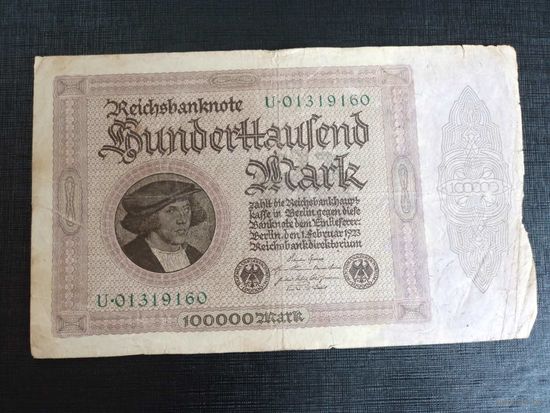 Reichsbanknote U·01319160
Hunderttausend
Mark
zahlt die Reichsbankhaupt-
kasse in Berlin gegen diese
Banknote dem Einlieferer.
Berlin, den 1. Februar 1923
Reichsbankdirektorium
U·01319160
100000 Mark
100000